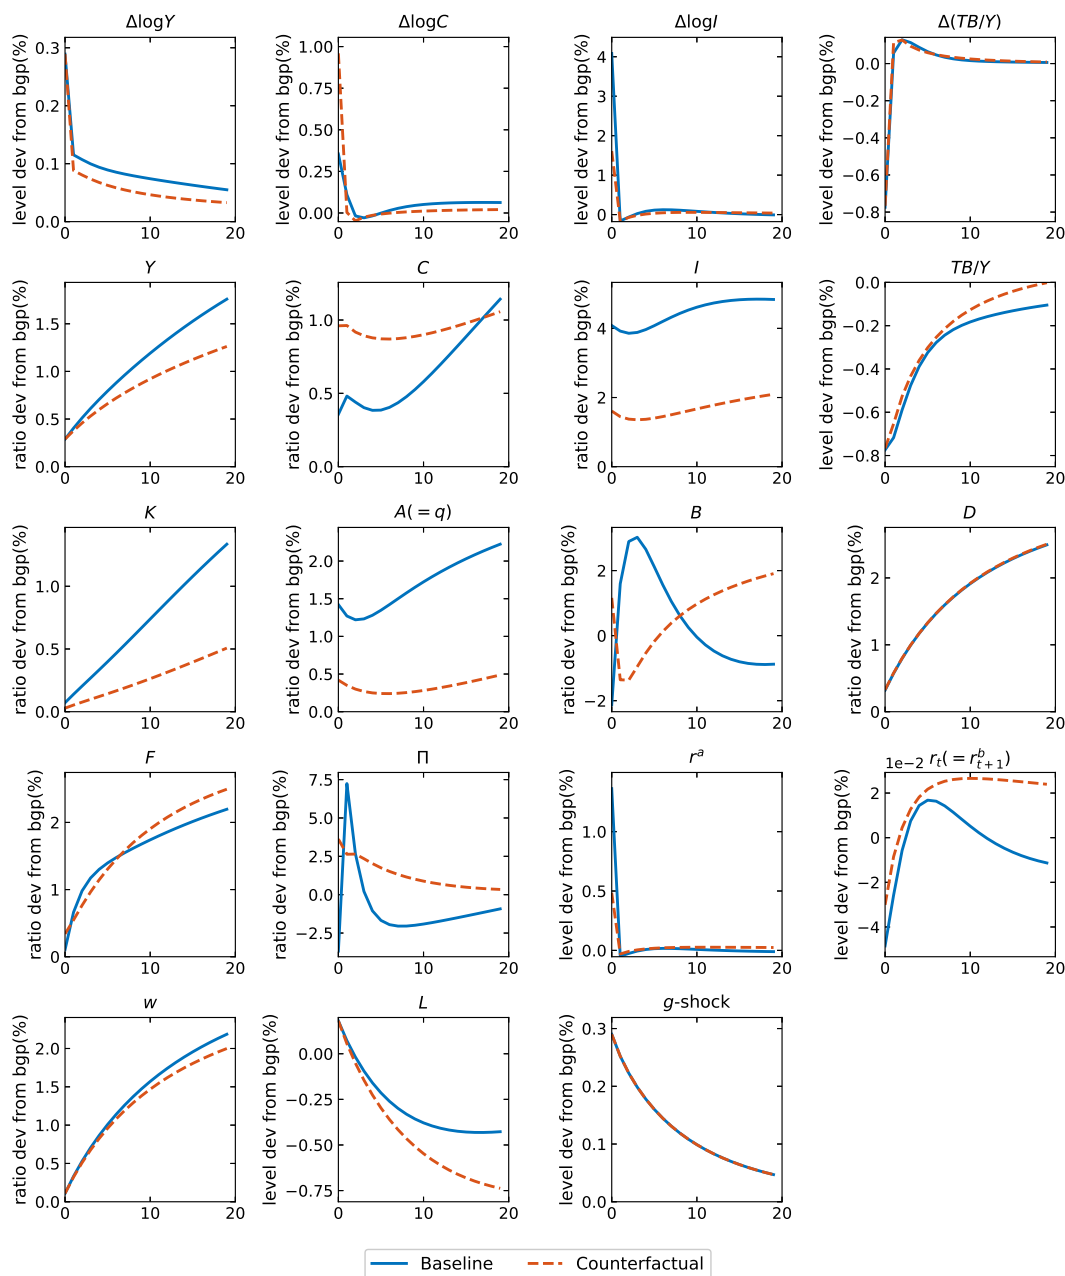 ΔlogY
ΔlogC
ΔlogI
Δ(TB/Y)
level dev from bgp(%)
0.3
0.2
0.1
0.0
0 10 20
level dev from bgp(%)
1.00
0.75
0.50
0.25
0.00
0 10 20
level dev from bgp(%)
4
3
2
1
0
0 10 20
level dev from bgp(%)
0.0
−0.2
−0.4
−0.6
−0.8
0 10 20
Y
C
I
TB/Y
ratio dev from bgp(%)
1.5
1.0
0.5
0.0
0 10 20
ratio dev from bgp(%)
1.0
0.5
0.0
0 10 20
ratio dev from bgp(%)
4
2
0
0 10 20
level dev from bgp(%)
0.0
−0.2
−0.4
−0.6
−0.8
0 10 20
K
A(=q)
B
D
ratio dev from bgp(%)
1.0
0.5
0.0
0 10 20
ratio dev from bgp(%)
2.0
1.5
1.0
0.5
0.0
0 10 20
ratio dev from bgp(%)
2
0
−2
0 10 20
ratio dev from bgp(%)
2
1
0
0 10 20
F
Π
r^a
1e−2 r_t(=r^b_{t+1})
ratio dev from bgp(%)
2
1
0
0 10 20
ratio dev from bgp(%)
7.5
5.0
2.5
0.0
−2.5
0 10 20
level dev from bgp(%)
1.0
0.5
0.0
0 10 20
level dev from bgp(%)
2
0
−2
−4
0 10 20
w
L
g-shock
ratio dev from bgp(%)
2.0
1.5
1.0
0.5
0.0
0 10 20
level dev from bgp(%)
0.00
−0.25
−0.50
−0.75
0 10 20
level dev from bgp(%)
0.3
0.2
0.1
0.0
0 10 20
Baseline Counterfactual